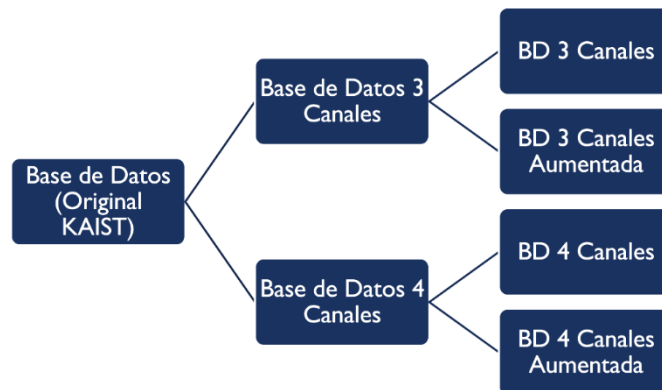 Base de Datos
(Original
KAIST)
Base de Datos 3
Canales
BD 3 Canales
BD 3 Canales
Aumentada
Base de Datos 4
Canales
BD 4 Canales
BD 4 Canales
Aumentada